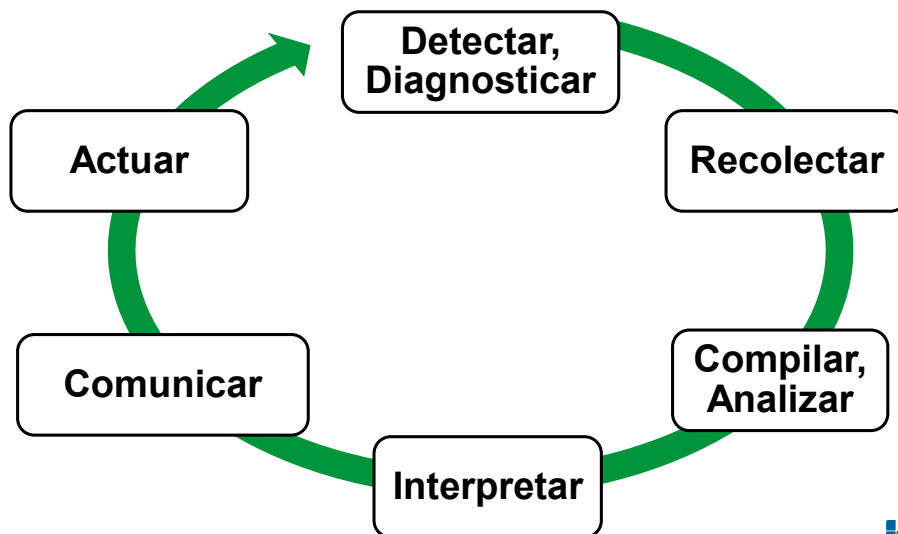 Detectar,
Diagnosticar
Recolectar
Compilar,
Analizar
Interpretar
Comunicar
Actuar